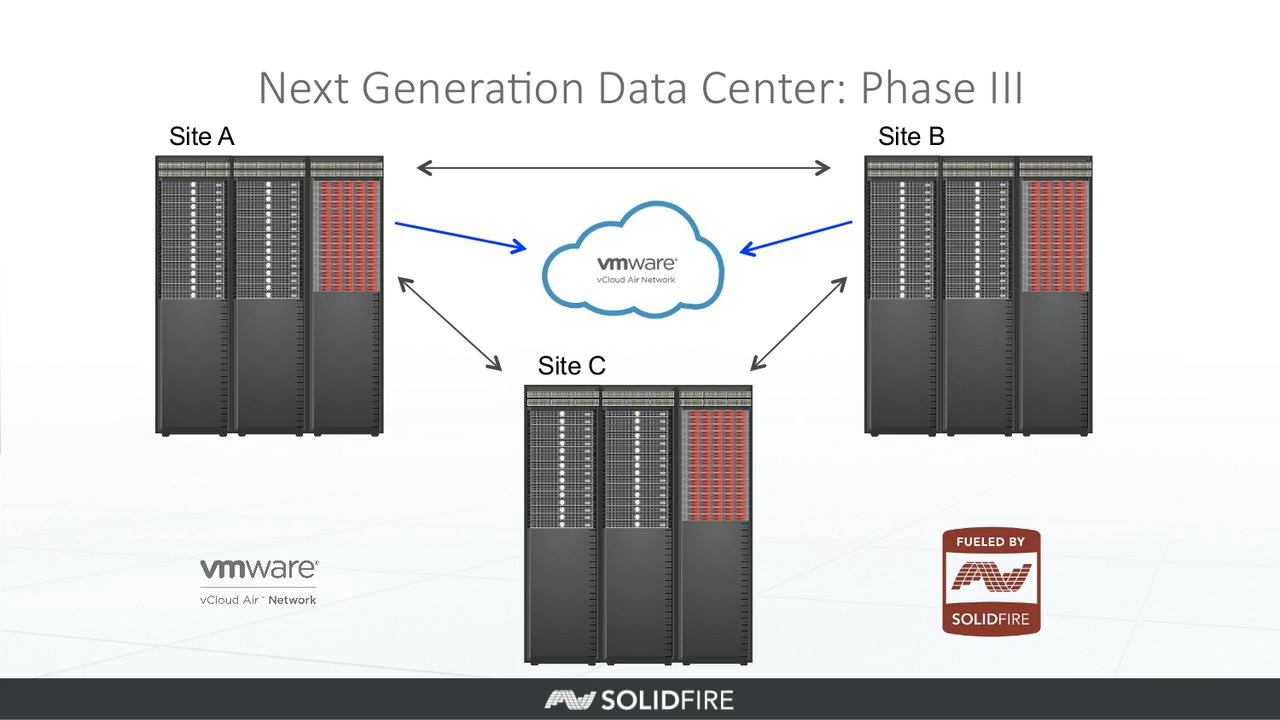 Next Generation Data Center: Phase III
Site A
Site B
vmware®
vCloud Air Network
Site C
vmware®
vCloud Air™ Network
FUELED BY
SOLIDFIRE
SOLIDFIRE